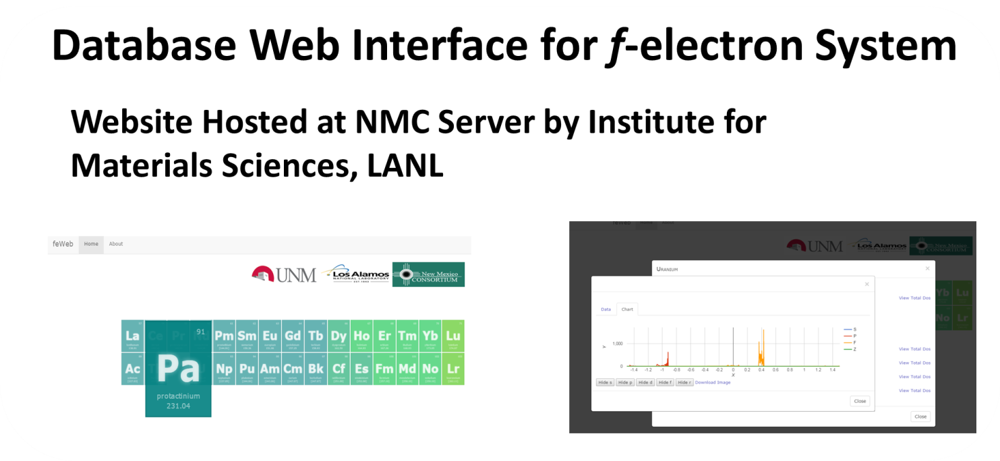 Database Web Interface for f-electron System
Website Hosted at NMC Server by Institute for
Materials Sciences, LANL
feWeb Home About
UNM Los Alamos NATIONAL LABORATORY EST. 1943 New Mexico CONSORTIUM
La 91 Pm Sm Eu Gd Tb Dy Ho Er Tm Yb Lu
Ac Pa Np Pu Am Cm Bk Cf Es Fm Md No Lr
protactinium
231.04
feWeb
UNM Los Alamos New Mexico CONSORTIUM
URANIUM ×
×
View Total Dos Yb Lu
Data Chart
No Lr
S
P
F
Z
Y 1,000
0
-1.4 -1.2 -1 -0.8 -0.6 -0.4 -0.2 0 0.2 0.4 0.6 0.8 1 1.2 1.4
X
Hide s Hide p Hide d Hide f Hide r Download Image
View Total Dos
View Total Dos
View Total Dos
View Total Dos
Close
Close